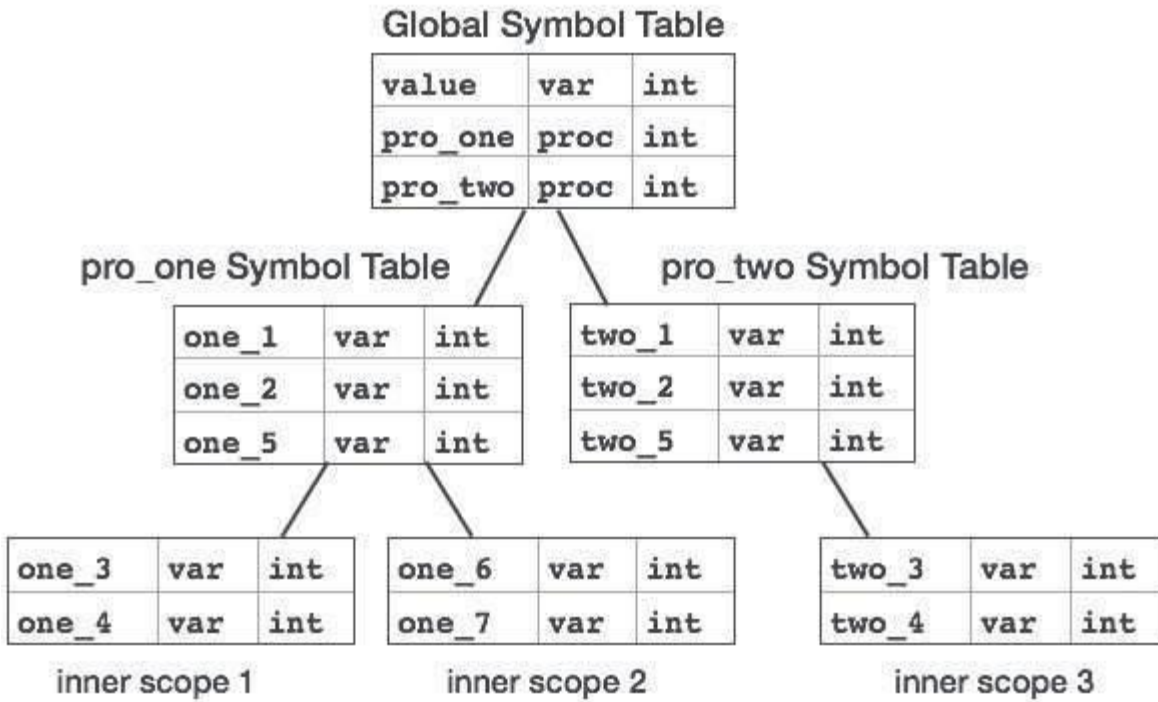 Global Symbol Table
value var int
pro_one proc int
pro_two proc int
pro_one Symbol Table
one_1 var int
one_2 var int
one_5 var int
pro_two Symbol Table
two_1 var int
two_2 var int
two_5 var int
one_3 var int
one_4 var int
inner scope 1
one_6 var int
one_7 var int
inner scope 2
two_3 var int
two_4 var int
inner scope 3